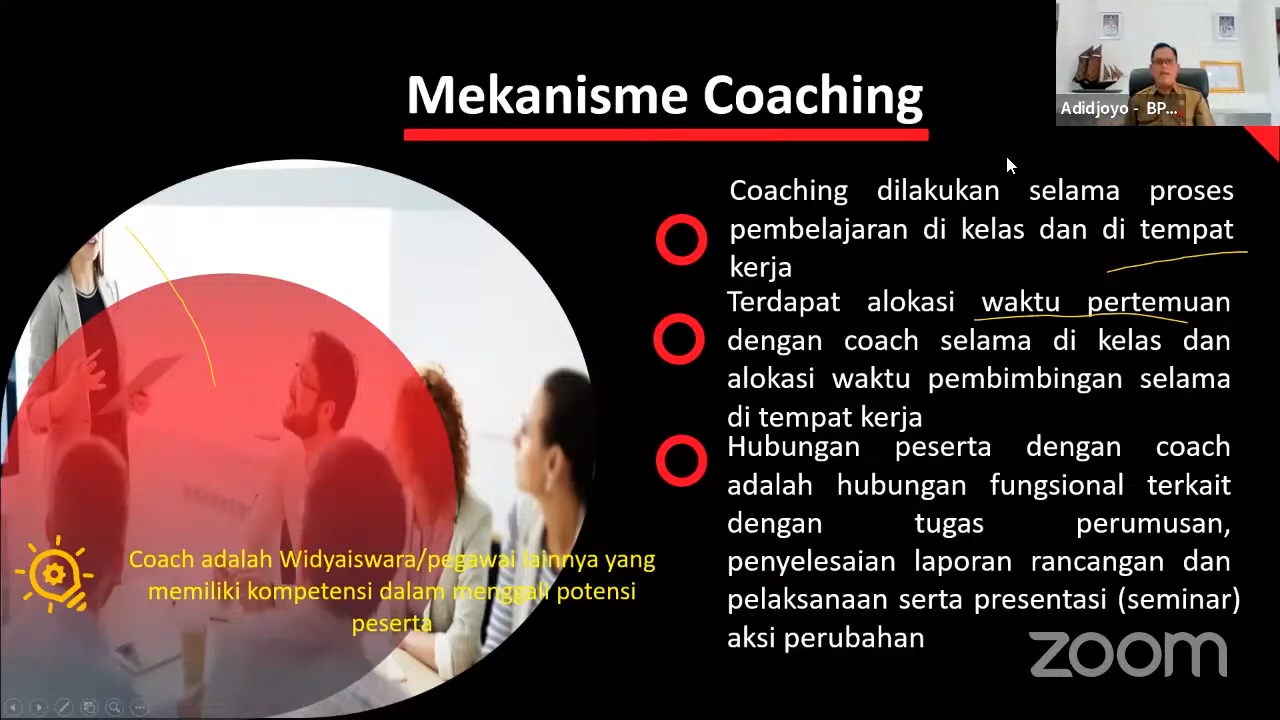 Mekanisme Coaching
Adidjoyo - BP...
Coaching dilakukan selama proses
pembelajaran di kelas dan di tempat
kerja
Terdapat alokasi waktu pertemuan
dengan coach selama di kelas dan
alokasi waktu pembimbingan selama
di tempat kerja
Hubungan peserta dengan coach
adalah hubungan fungsional terkait
dengan tugas perumusan,
penyelesaian laporan rancangan dan
pelaksanaan serta presentasi (seminar)
aksi perubahan
Coach adalah Widyaiswara/pegawai lainnya yang
memiliki kompetensi dalam menggali potensi
peserta
zoom